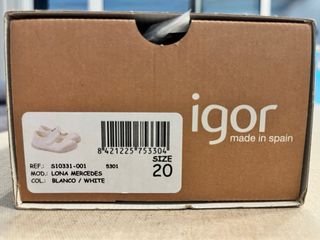 8421225753304
igor
made in spain
REF.: S10331-001 5301
MOD.: LONA MERCEDES
COL.: BLANCO / WHITE
SIZE
20